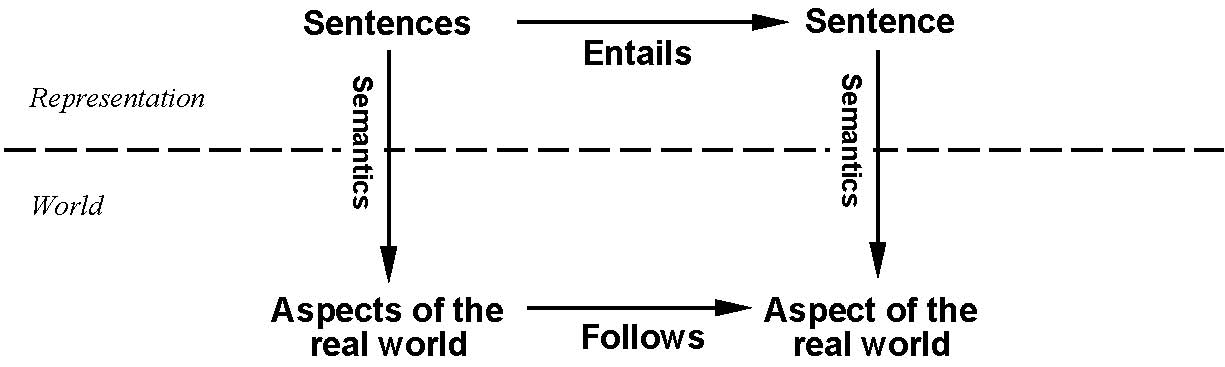 Sentences
Entails
Sentence
Representation
Semantics
Semantics
World
Aspects of the
real world
Follows
Aspect of the
real world